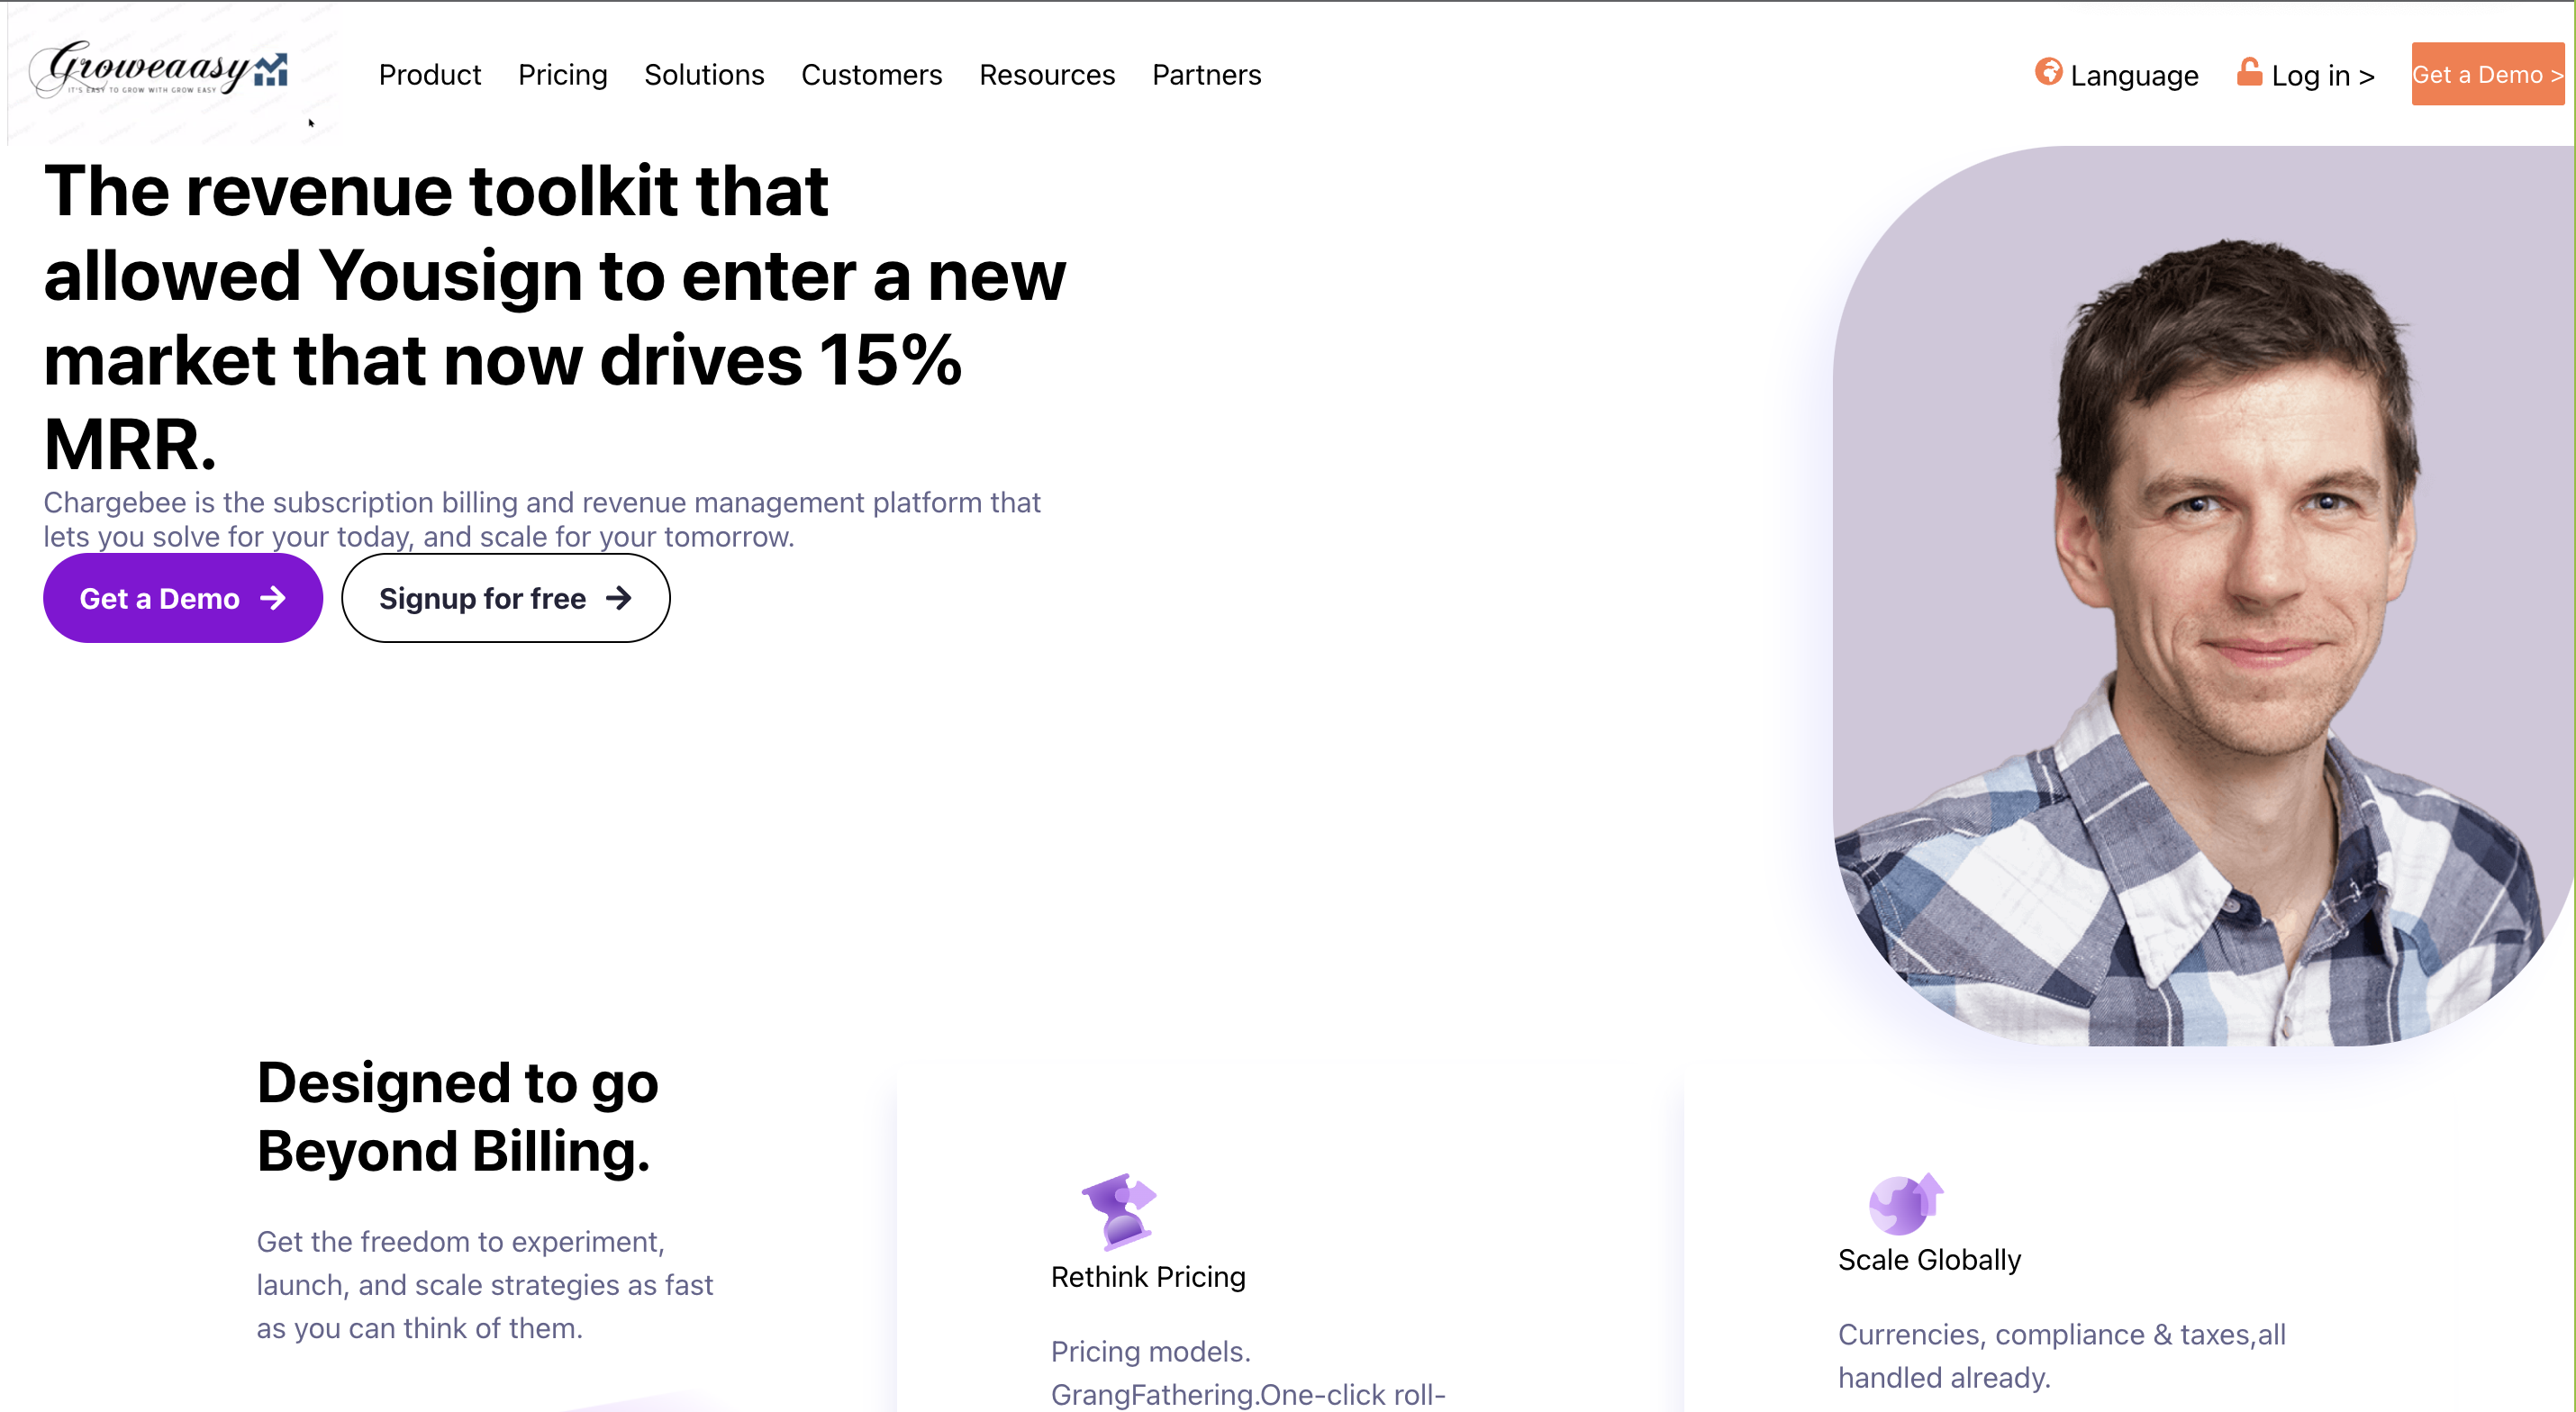 Groweaasy
IT'S EASY TO GROW WITH GROW EASY
Product Pricing Solutions Customers Resources Partners
Language Log in > Get a Demo >
The revenue toolkit that
allowed Yousign to enter a new
market that now drives 15%
MRR.
Chargebee is the subscription billing and revenue management platform that
lets you solve for your today, and scale for your tomorrow.
Get a Demo → Signup for free →
Designed to go
Beyond Billing.
Get the freedom to experiment,
launch, and scale strategies as fast
as you can think of them.
Rethink Pricing
Pricing models.
GrangFathering.One-click roll-
Scale Globally
Currencies, compliance & taxes,all
handled already.